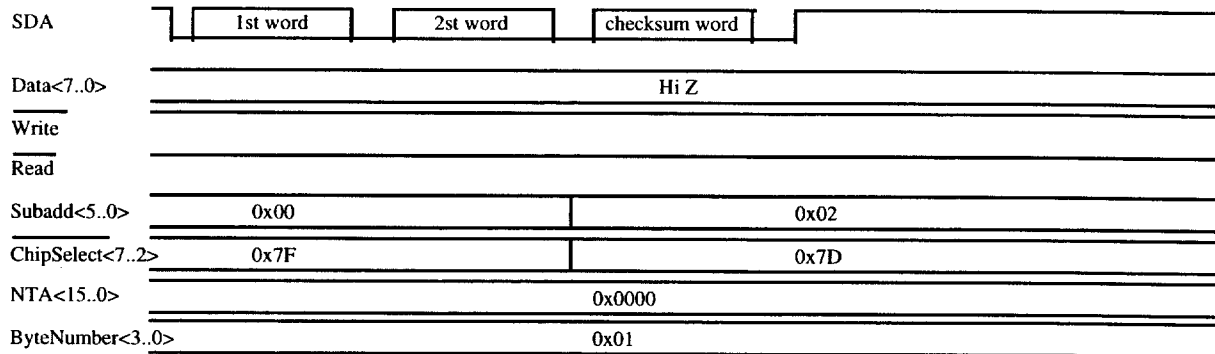 SDA 1st word 2st word checksum word
Data<7..0> Hi Z
Write
Read
Subadd<5..0> 0x00 0x02
ChipSelect<7..2> 0x7F 0x7D
NTA<15..0> 0x0000
ByteNumber<3..0> 0x01